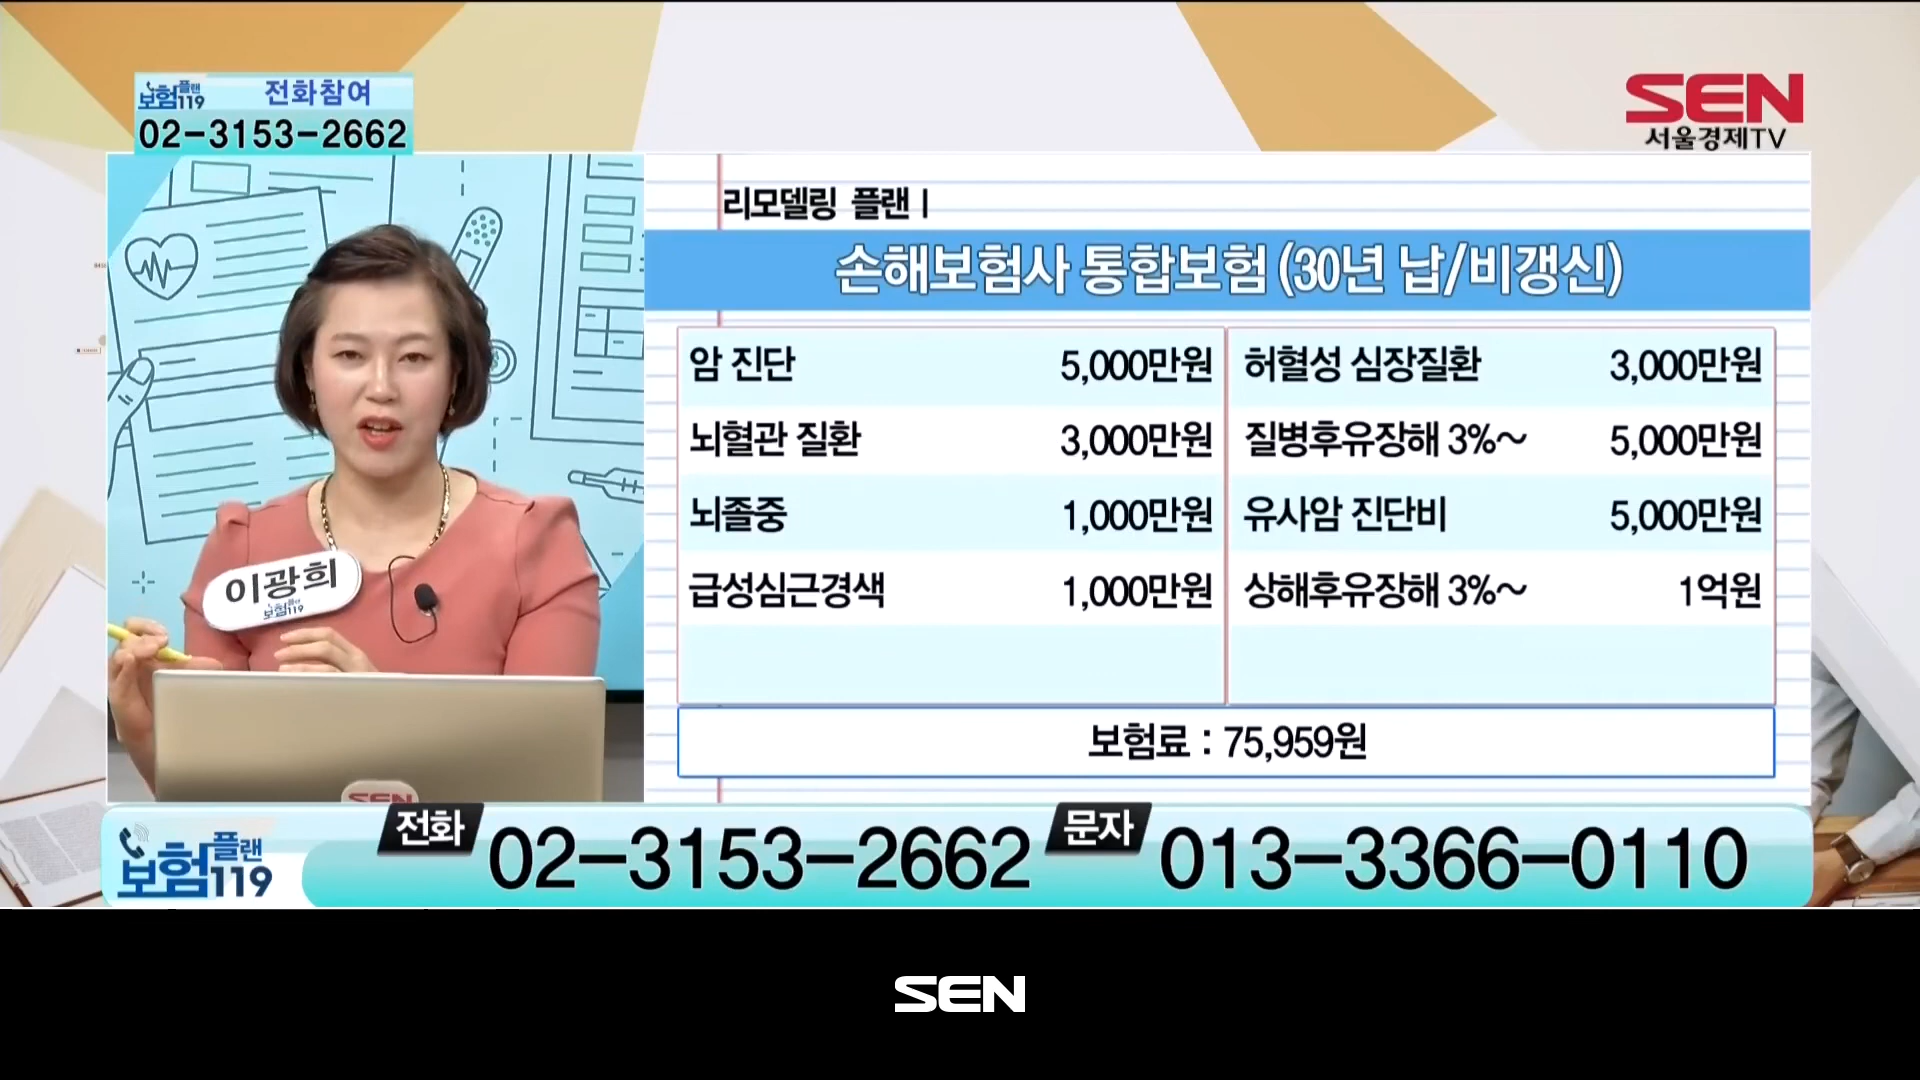 보험플랜119 전화참여
02-3153-2662
SEN
서울경제TV
리모델링 플랜 I
손해보험사 통합보험 (30년 납/비갱신)
암 진단 5,000만원 허혈성 심장질환 3,000만원
뇌혈관 질환 3,000만원 질병후유장해 3%~ 5,000만원
뇌졸중 1,000만원 유사암 진단비 5,000만원
급성심근경색 1,000만원 상해후유장해 3%~ 1억원
보험료 : 75,959원
이광희
보험플랜119
SEN
보험플랜119 전화 02-3153-2662 문자 013-3366-0110
SEN